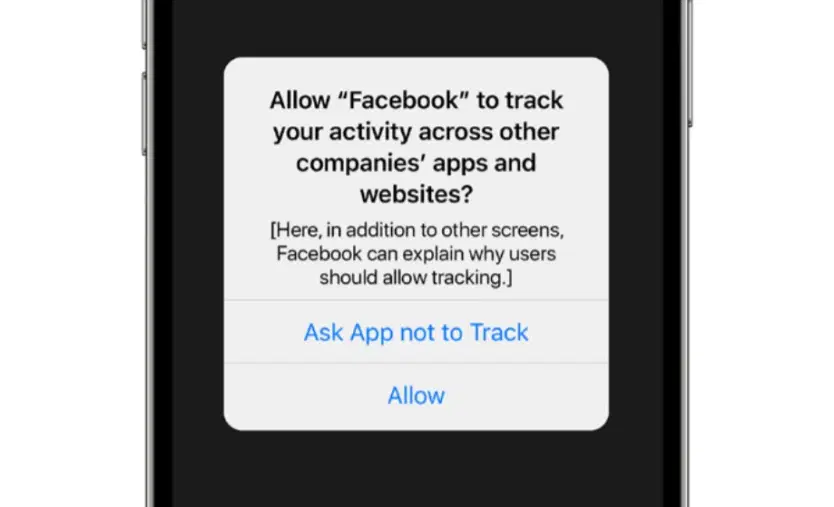 Allow “Facebook” to track
your activity across other
companies’ apps and
websites?
[Here, in addition to other screens,
Facebook can explain why users
should allow tracking.]
Ask App not to Track
Allow